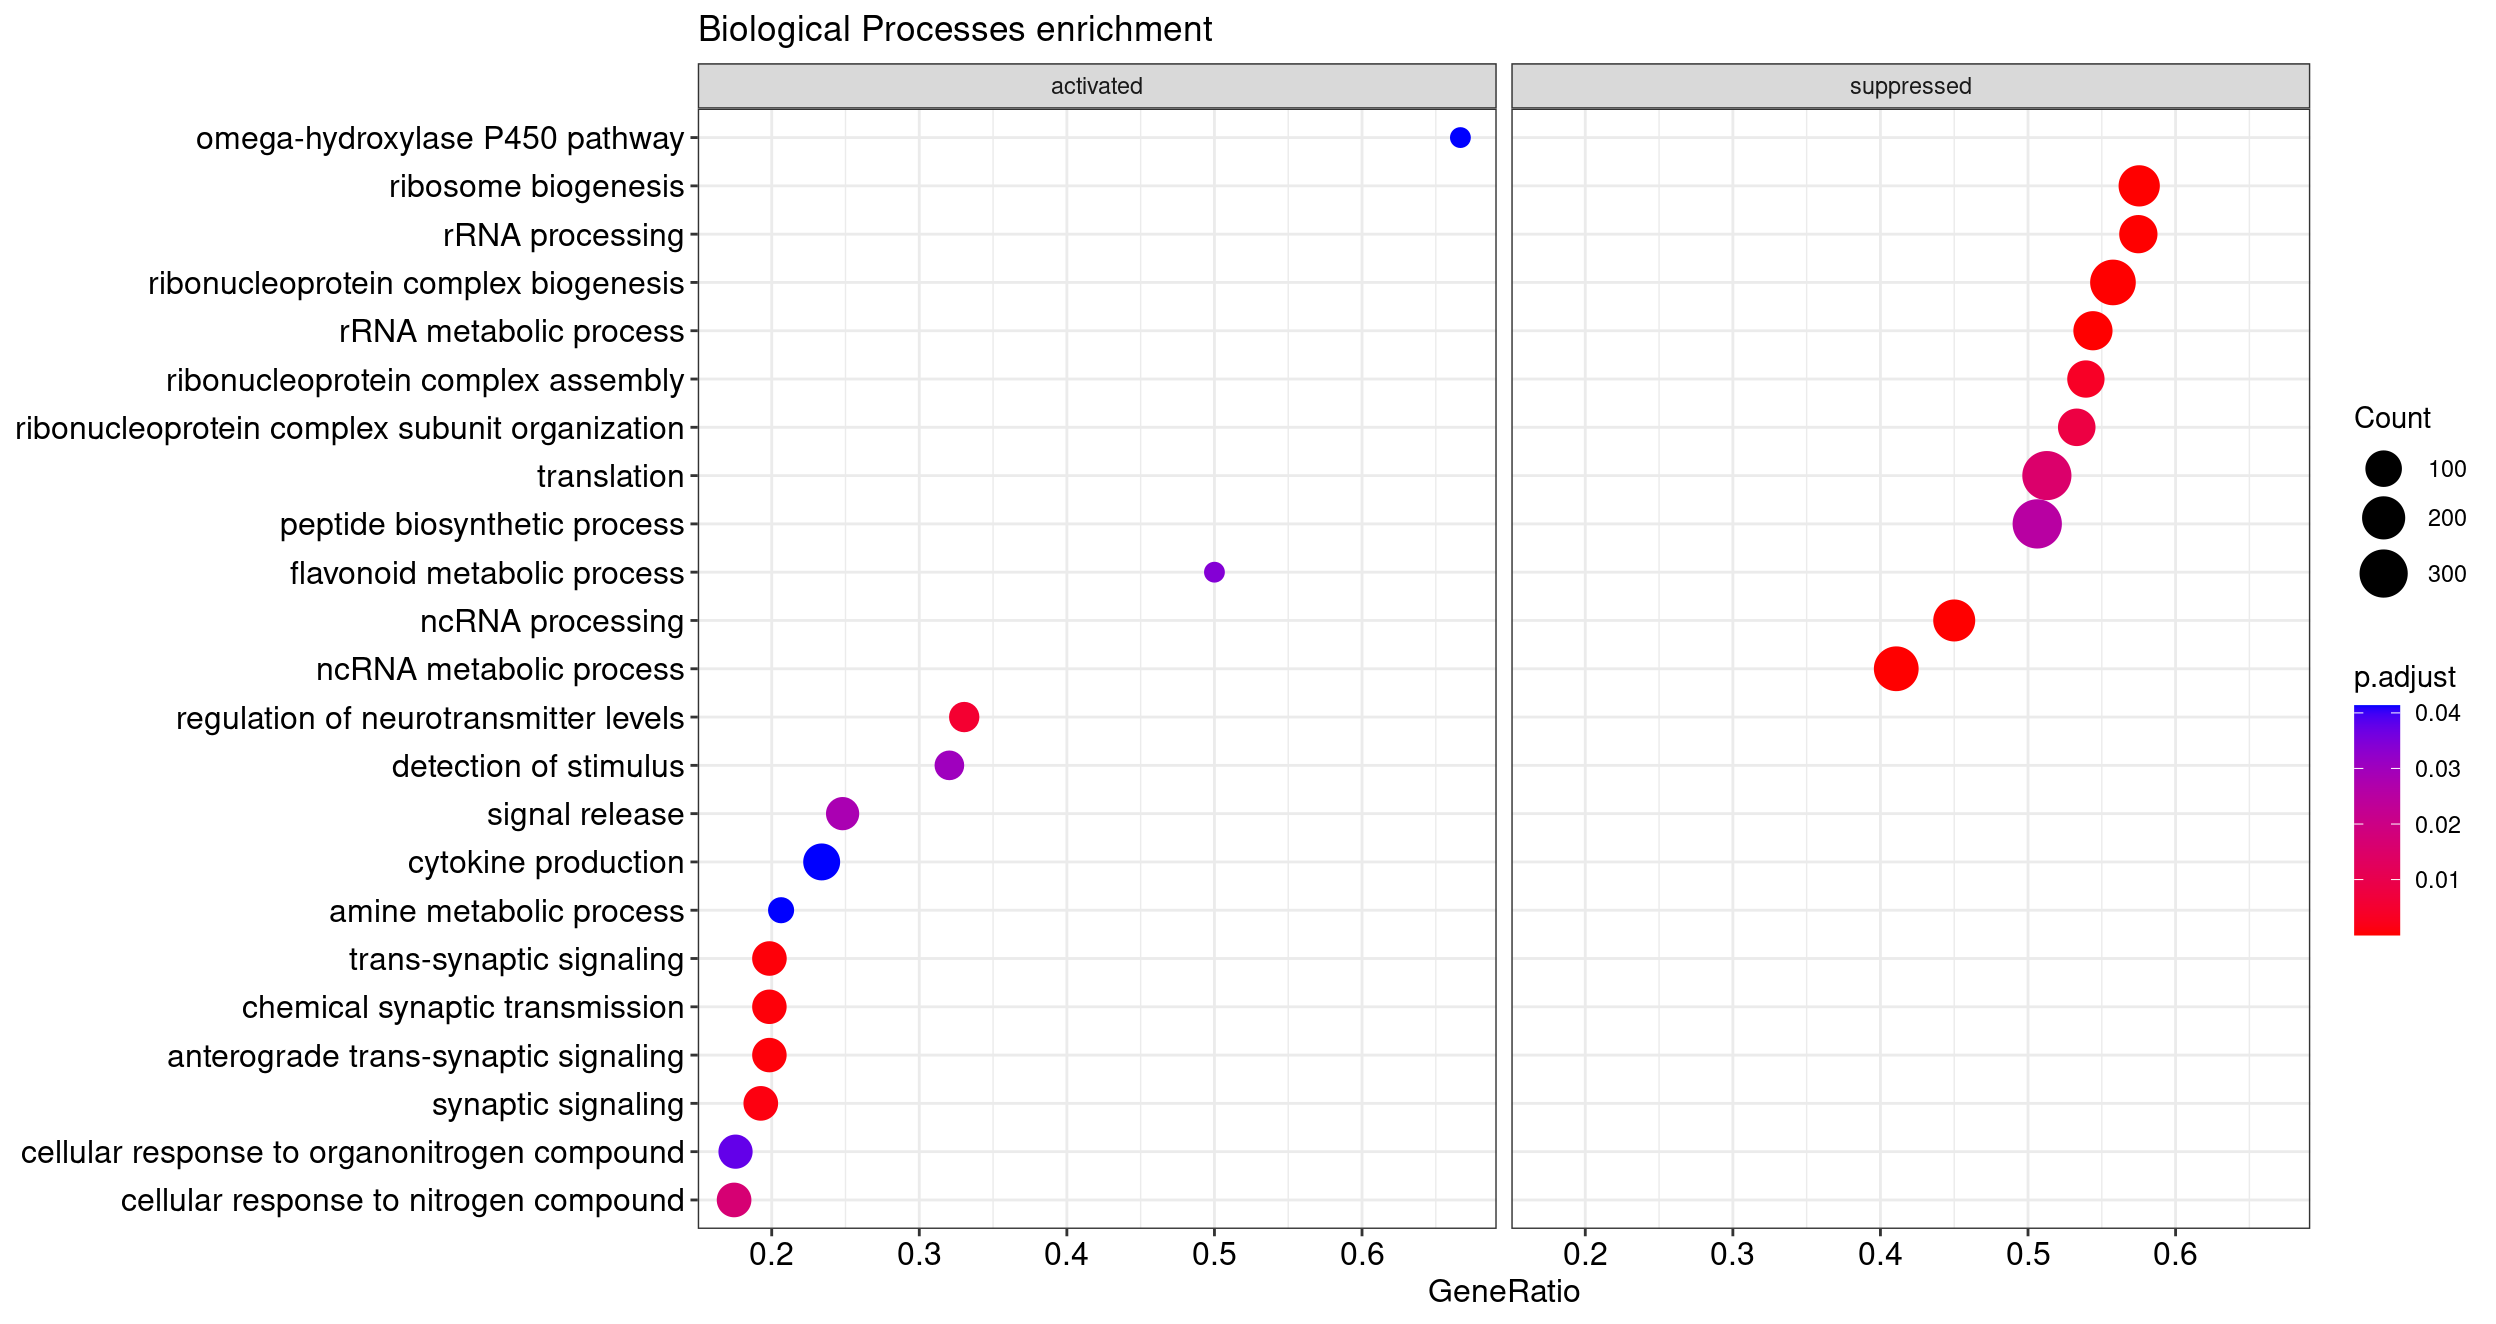 Biological Processes enrichment
activated
suppressed
omega-hydroxylase P450 pathway
ribosome biogenesis
rRNA processing
ribonucleoprotein complex biogenesis
rRNA metabolic process
ribonucleoprotein complex assembly
ribonucleoprotein complex subunit organization
translation
peptide biosynthetic process
flavonoid metabolic process
ncRNA processing
ncRNA metabolic process
regulation of neurotransmitter levels
detection of stimulus
signal release
cytokine production
amine metabolic process
trans-synaptic signaling
chemical synaptic transmission
anterograde trans-synaptic signaling
synaptic signaling
cellular response to organonitrogen compound
cellular response to nitrogen compound
0.2 0.3 0.4 0.5 0.6
0.2 0.3 0.4 0.5 0.6
GeneRatio
Count
100
200
300
p.adjust
0.04
0.03
0.02
0.01